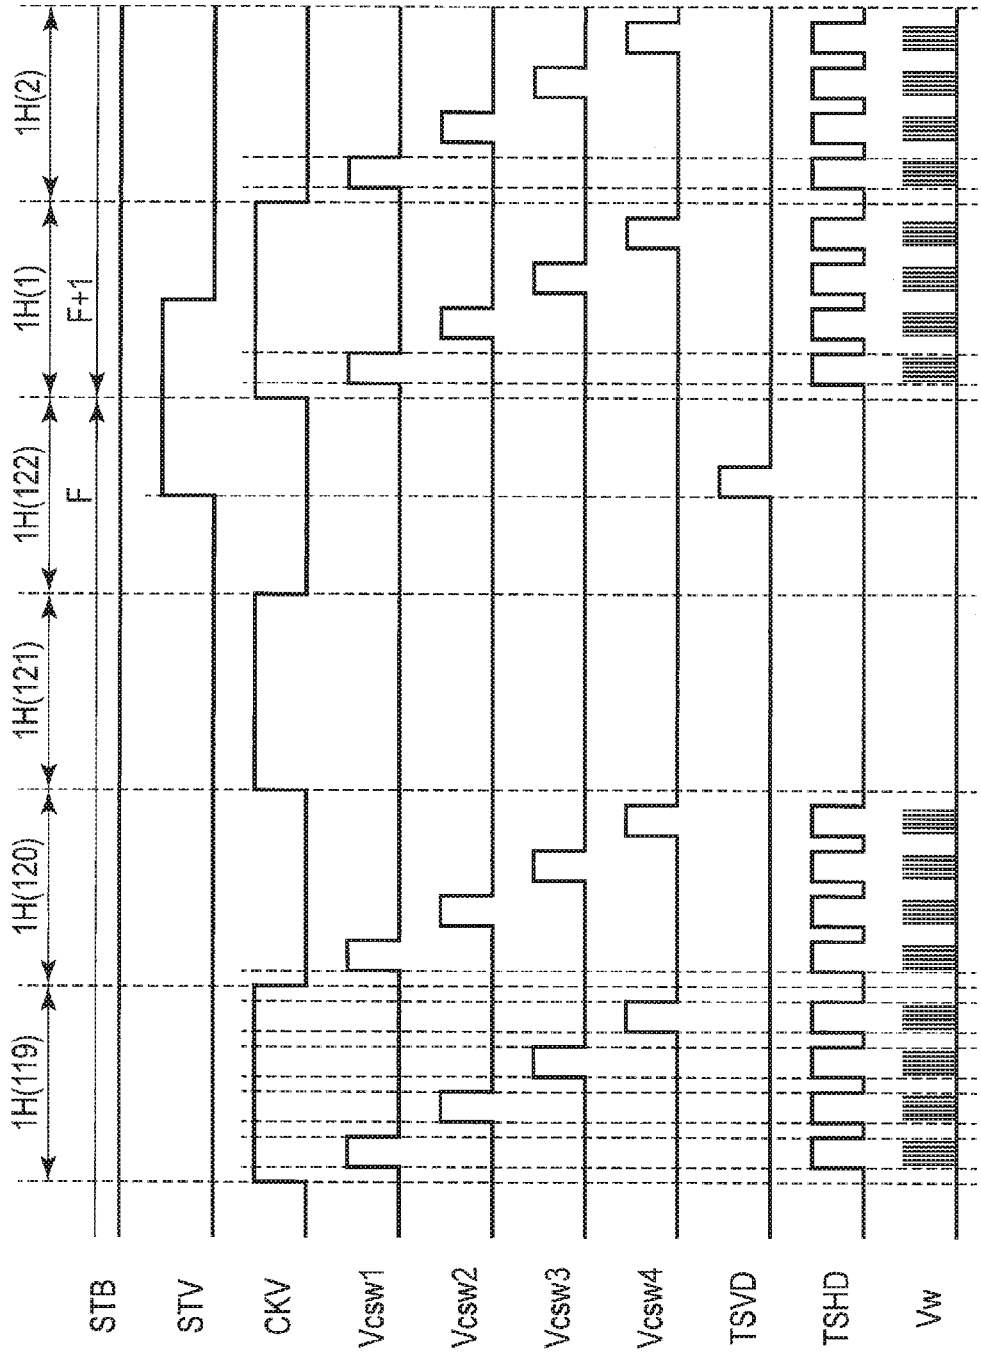 1H(119)
1H(120)
1H(121)
1H(122)
1H(1)
1H(2)
F
F+1
STB
STV
CKV
Vcsw1
Vcsw2
Vcsw3
Vcsw4
TSVD
TSHD
Vw